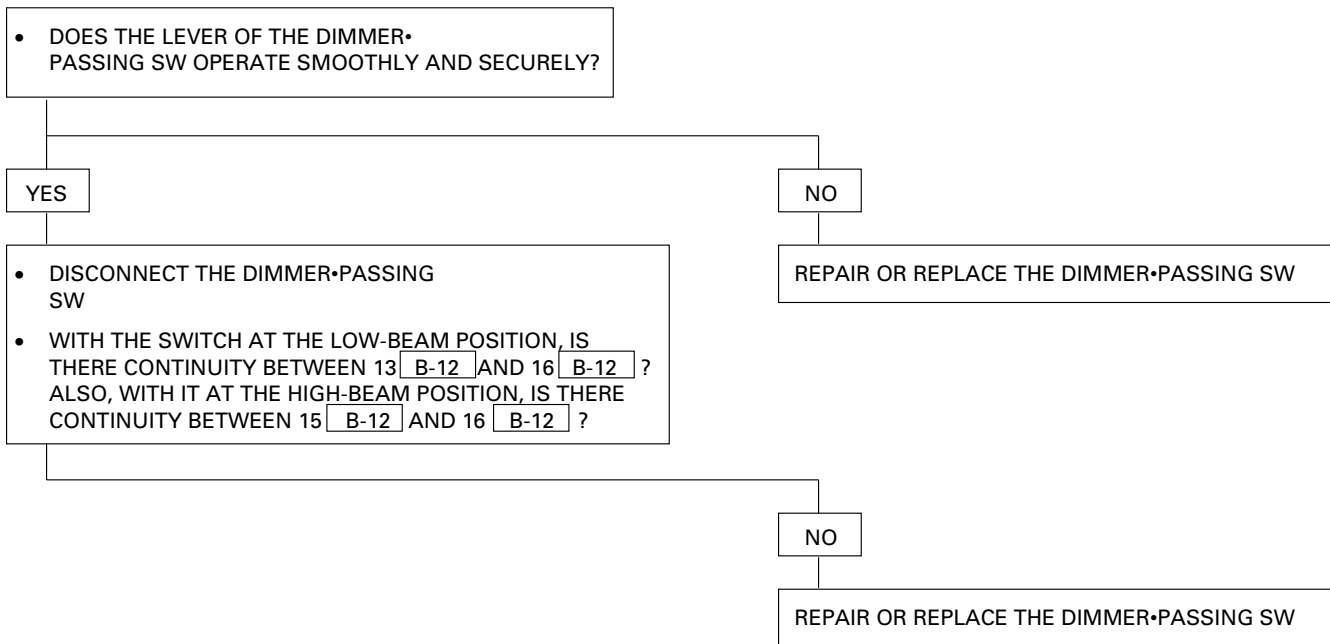 • DOES THE LEVER OF THE DIMMER•
PASSING SW OPERATE SMOOTHLY AND SECURELY?
YES
NO
• DISCONNECT THE DIMMER•PASSING
SW
• WITH THE SWITCH AT THE LOW-BEAM POSITION, IS
THERE CONTINUITY BETWEEN 13 B-12 AND 16 B-12 ?
ALSO, WITH IT AT THE HIGH-BEAM POSITION, IS THERE
CONTINUITY BETWEEN 15 B-12 AND 16 B-12 ?
REPAIR OR REPLACE THE DIMMER•PASSING SW
NO
REPAIR OR REPLACE THE DIMMER•PASSING SW